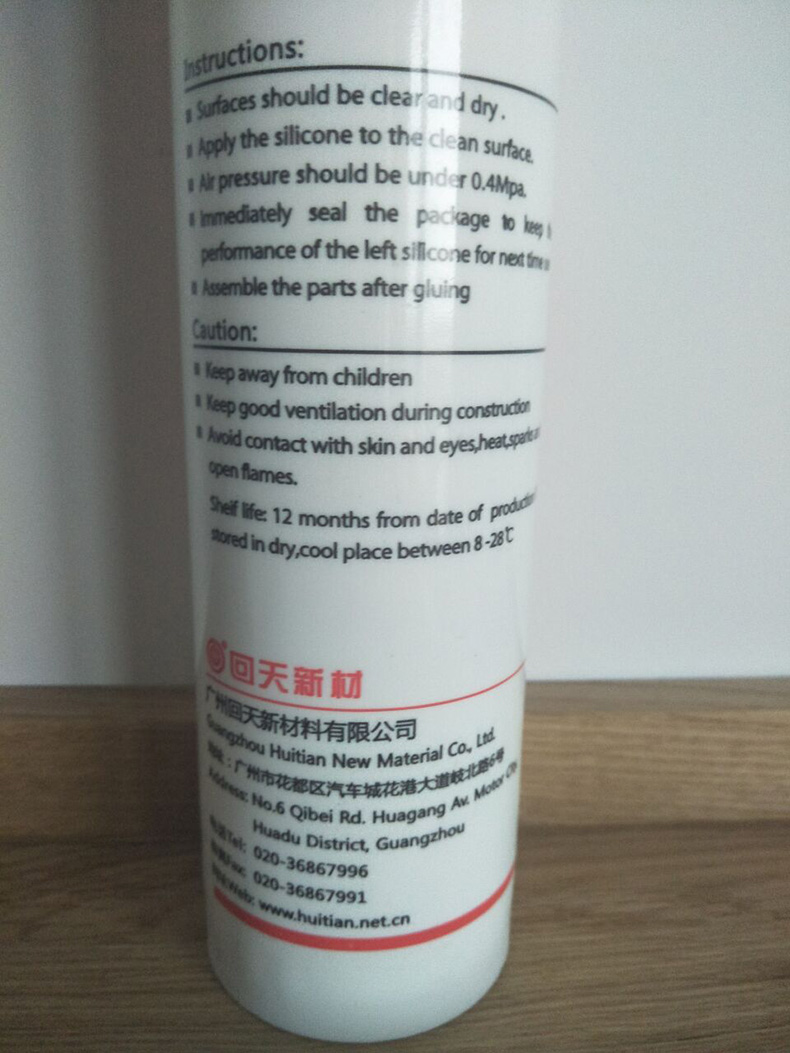 Instructions:
Surfaces should be clear and dry.
Apply the silicone to the clean surface.
Air pressure should be under 0.4Mpa.
Immediately seal the package to keep
performance of the left silicone for next time
Assemble the parts after gluing
Caution:
Keep away from children
Keep good ventilation during construction
Avoid contact with skin and eyes,heat,sparks
open flames.
Shelf life: 12 months from date of production
stored in dry,cool place between 8-28℃
回天新材
广州回天新材料有限公司
Guangzhou Huitian New Material Co., Ltd.
地址：广州市花都区汽车城花港大道岐北路6号
Address: No.6 Qibei Rd. Huagang Av. Motor
Huadu District, Guangzhou
电话Tel: 020-36867996
传真Fax: 020-36867991
Web: www.huitian.net.cn